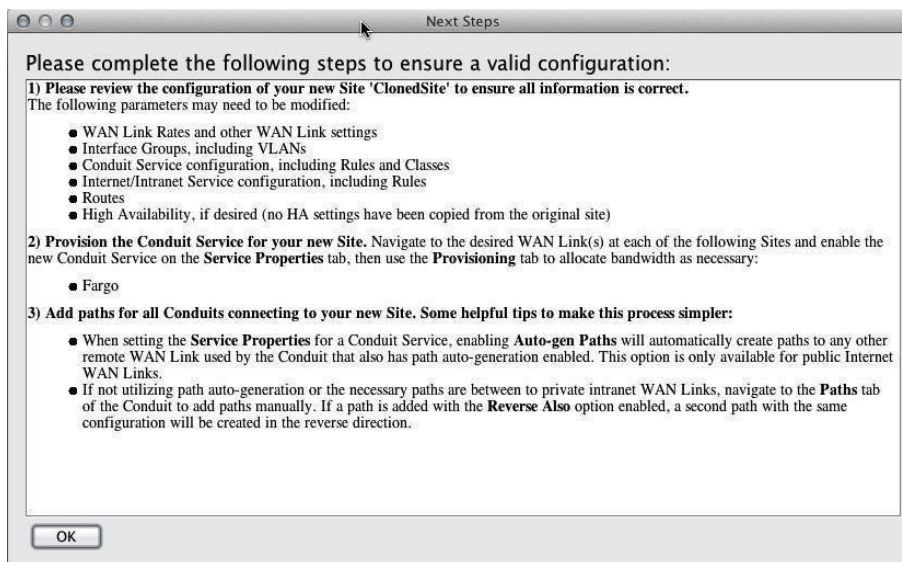 Next Steps
Please complete the following steps to ensure a valid configuration:
1) Please review the configuration of your new Site 'ClonedSite' to ensure all information is correct.
The following parameters may need to be modified:
WAN Link Rates and other WAN Link settings
Interface Groups, including VLANs
Conduit Service configuration, including Rules and Classes
Internet/Intranet Service configuration, including Rules
Routes
High Availability, if desired (no HA settings have been copied from the original site)
2) Provision the Conduit Service for your new Site. Navigate to the desired WAN Link(s) at each of the following Sites and enable the
new Conduit Service on the Service Properties tab, then use the Provisioning tab to allocate bandwidth as necessary:
Fargo
3) Add paths for all Conduits connecting to your new Site. Some helpful tips to make this process simpler:
When setting the Service Properties for a Conduit Service, enabling Auto-gen Paths will automatically create paths to any other
remote WAN Link used by the Conduit that also has path auto-generation enabled. This option is only available for public Internet
WAN Links.
If not utilizing path auto-generation or the necessary paths are between to private intranet WAN Links, navigate to the Paths tab
of the Conduit to add paths manually. If a path is added with the Reverse Also option enabled, a second path with the same
configuration will be created in the reverse direction.
OK